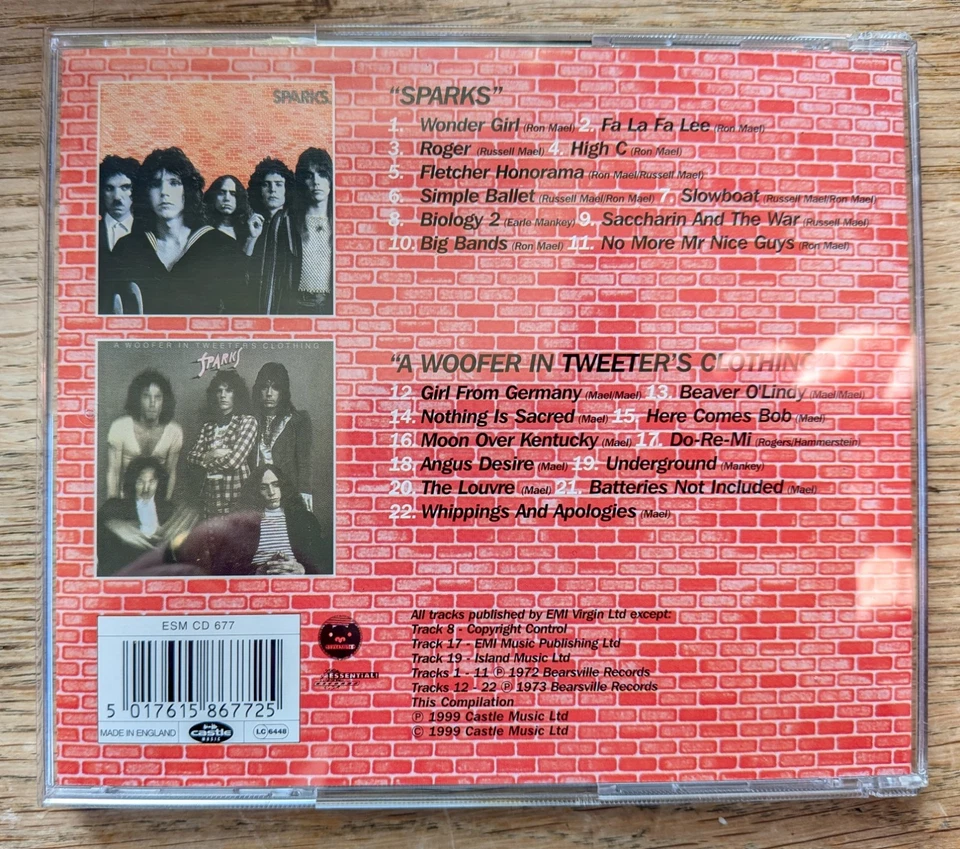 SPARKS
"SPARKS"
1. Wonder Girl (Ron Mael) 2. Fa La Fa Lee (Ron Mael)
3. Roger (Russell Mael) 4. High C (Ron Mael)
5. Fletcher Honorama (Ron Mael/Russell Mael)
6. Simple Ballet (Russell Mael/Ron Mael) 7. Slowboat (Russell Mael/Ron Mael)
8. Biology 2 (Earle Mankey) 9. Saccharin And The War (Russell Mael)
10. Big Bands (Ron Mael) 11. No More Mr Nice Guys (Ron Mael)
A WOOFER IN TWEETER'S CLOTHING
SPARKS
"A WOOFER IN TWEETER'S CLOTHING
12. Girl From Germany (Mael/Mael) 13. Beaver O'Lindy (Mael/Mael)
14. Nothing Is Sacred (Mael) 15. Here Comes Bob (Mael)
16. Moon Over Kentucky (Mael) 17. Do-Re-Mi (Rogers/Hammerstein)
18. Angus Desire (Mael) 19. Underground (Mankey)
20. The Louvre (Mael) 21. Batteries Not Included (Mael)
22. Whippings And Apologies (Mael)
ESM CD 677
5 017615 867725
MADE IN ENGLAND
castle
MUSIC
LC 6448
ESSENTIAL!
All tracks published by EMI Virgin Ltd except:
Track 8 - Copyright Control
Track 17 - EMI Music Publishing Ltd
Track 19 - Island Music Ltd
Tracks 1 - 11 ℗ 1972 Bearsville Records
Tracks 12 - 22 ℗ 1973 Bearsville Records
This Compilation
℗ 1999 Castle Music Ltd
© 1999 Castle Music Ltd